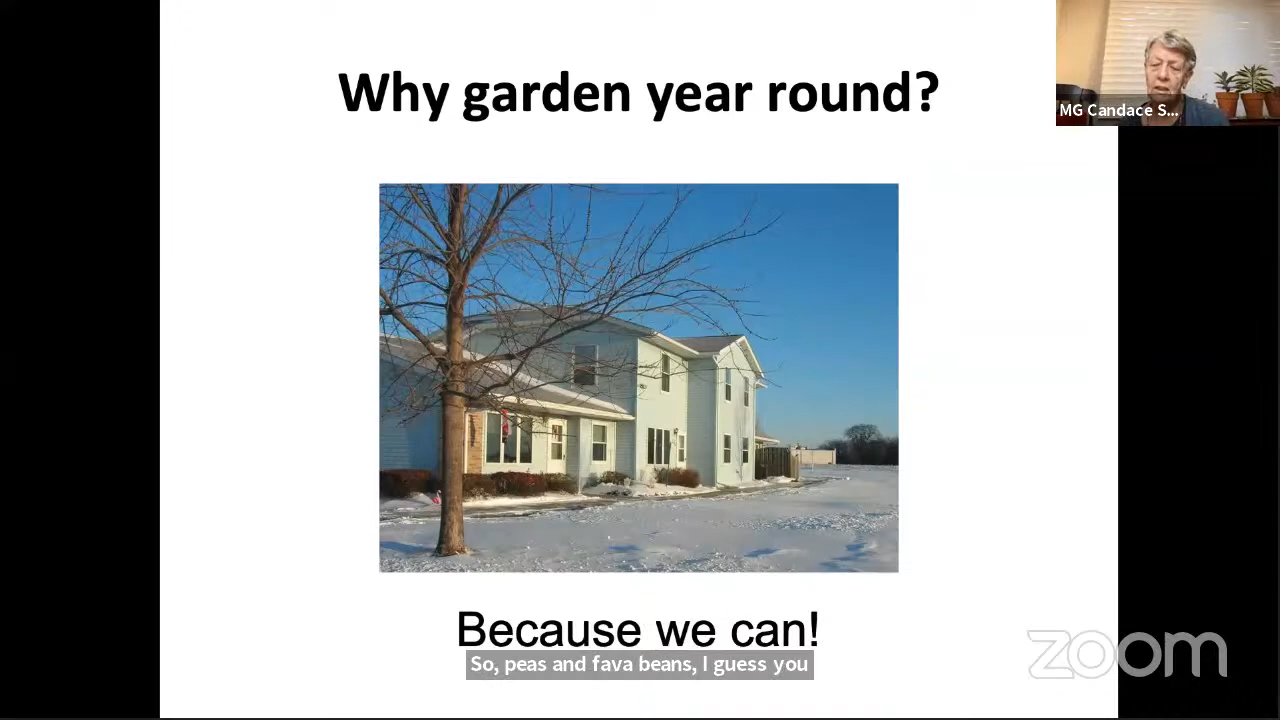 Why garden year round?
MG Candace S...
Because we can!
So, peas and fava beans, I guess you
zoom